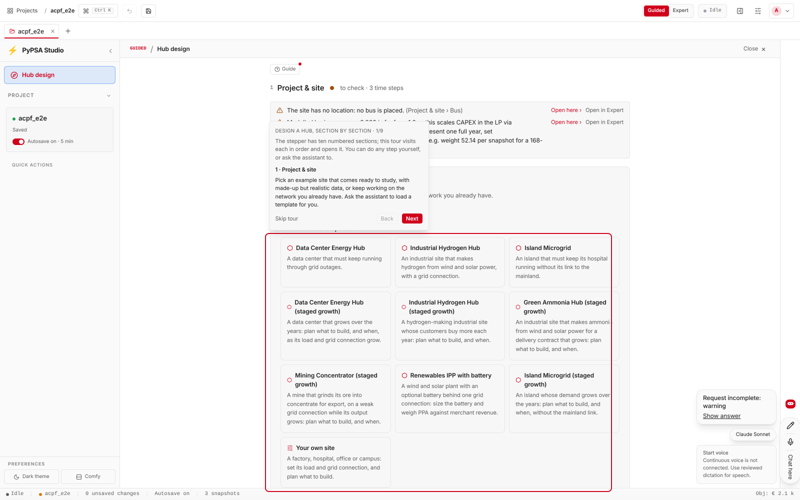 Projects / acpf_e2e ⌘ Ctrl K
Guided Expert Idle A
acpf_e2e × +
PyPSA Studio
Hub design
PROJECT
acpf_e2e
Saved
Autosave on · 5 min
QUICK ACTIONS
PREFERENCES
Dark theme Comfy
GUIDED / Hub design Close ×
Guide
1 Project & site to check · 3 time steps
The site has no location: no bus is placed. (Project & site › Bus) Open here › Open in Expert
this scales CAPEX in the LP via Open here › Open in Expert
present one full year, set
e.g. weight 52.14 per snapshot for a 168-
DESIGN A HUB, SECTION BY SECTION · 1/9
The stepper has ten numbered sections; this tour visits
each in order and opens it. You can do any step yourself,
or ask the assistant to.
1 · Project & site
Pick an example site that comes ready to study, with
made-up but realistic data, or keep working on the
network you already have. Ask the assistant to load a
template for you.
Skip tour Back Next
work you already have.
Data Center Energy Hub
A data center that must keep running
through grid outages.
Industrial Hydrogen Hub
An industrial site that makes
hydrogen from wind and solar power,
with a grid connection.
Island Microgrid
An island that must keep its hospital
running without its link to the
mainland.
Data Center Energy Hub
(staged growth)
A data center that grows over the
years: plan what to build, and when,
as its load and grid connection grow.
Industrial Hydrogen Hub
(staged growth)
A hydrogen-making industrial site
whose customers buy more each
year: plan what to build, and when.
Green Ammonia Hub (staged
growth)
An industrial site that makes ammonia
from wind and solar power for a
delivery contract that grows: plan
what to build, and when.
Mining Concentrator (staged
growth)
A mine that grinds its ore into
concentrate for export, on a weak
grid connection while its output
grows: plan what to build, and when.
Renewables IPP with battery
A wind and solar plant with an
optional battery behind one grid
connection: size the battery and
weigh PPA against merchant revenue.
Island Microgrid (staged
growth)
An island whose demand grows over
the years: plan what to build, and
when, without the mainland link.
Your own site
A factory, hospital, office or campus:
set its load and grid connection, and
plan from there.
Request incomplete:
warning
Show answer
Claude Sonnet
Start voice
Continuous voice is not
connected. Use reviewed
dictation for speech.
Chat here
Idle acpf_e2e 0 unsaved changes Autosave on 3 snapshots Obj: € 2.1 k